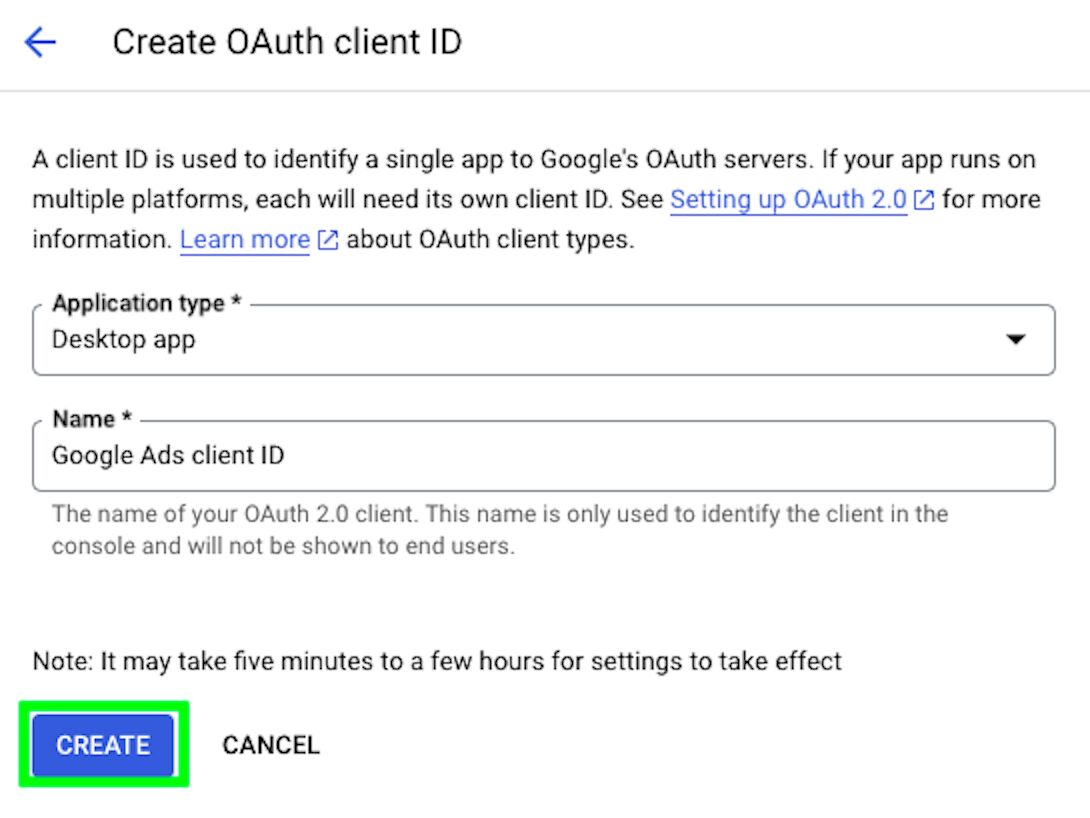 Create OAuth client ID
A client ID is used to identify a single app to Google's OAuth servers. If your app runs on
multiple platforms, each will need its own client ID. See Setting up OAuth 2.0 for more
information. Learn more about OAuth client types.
Application type *
Desktop app
Name *
Google Ads client ID
The name of your OAuth 2.0 client. This name is only used to identify the client in the
console and will not be shown to end users.
Note: It may take five minutes to a few hours for settings to take effect
CREATE CANCEL